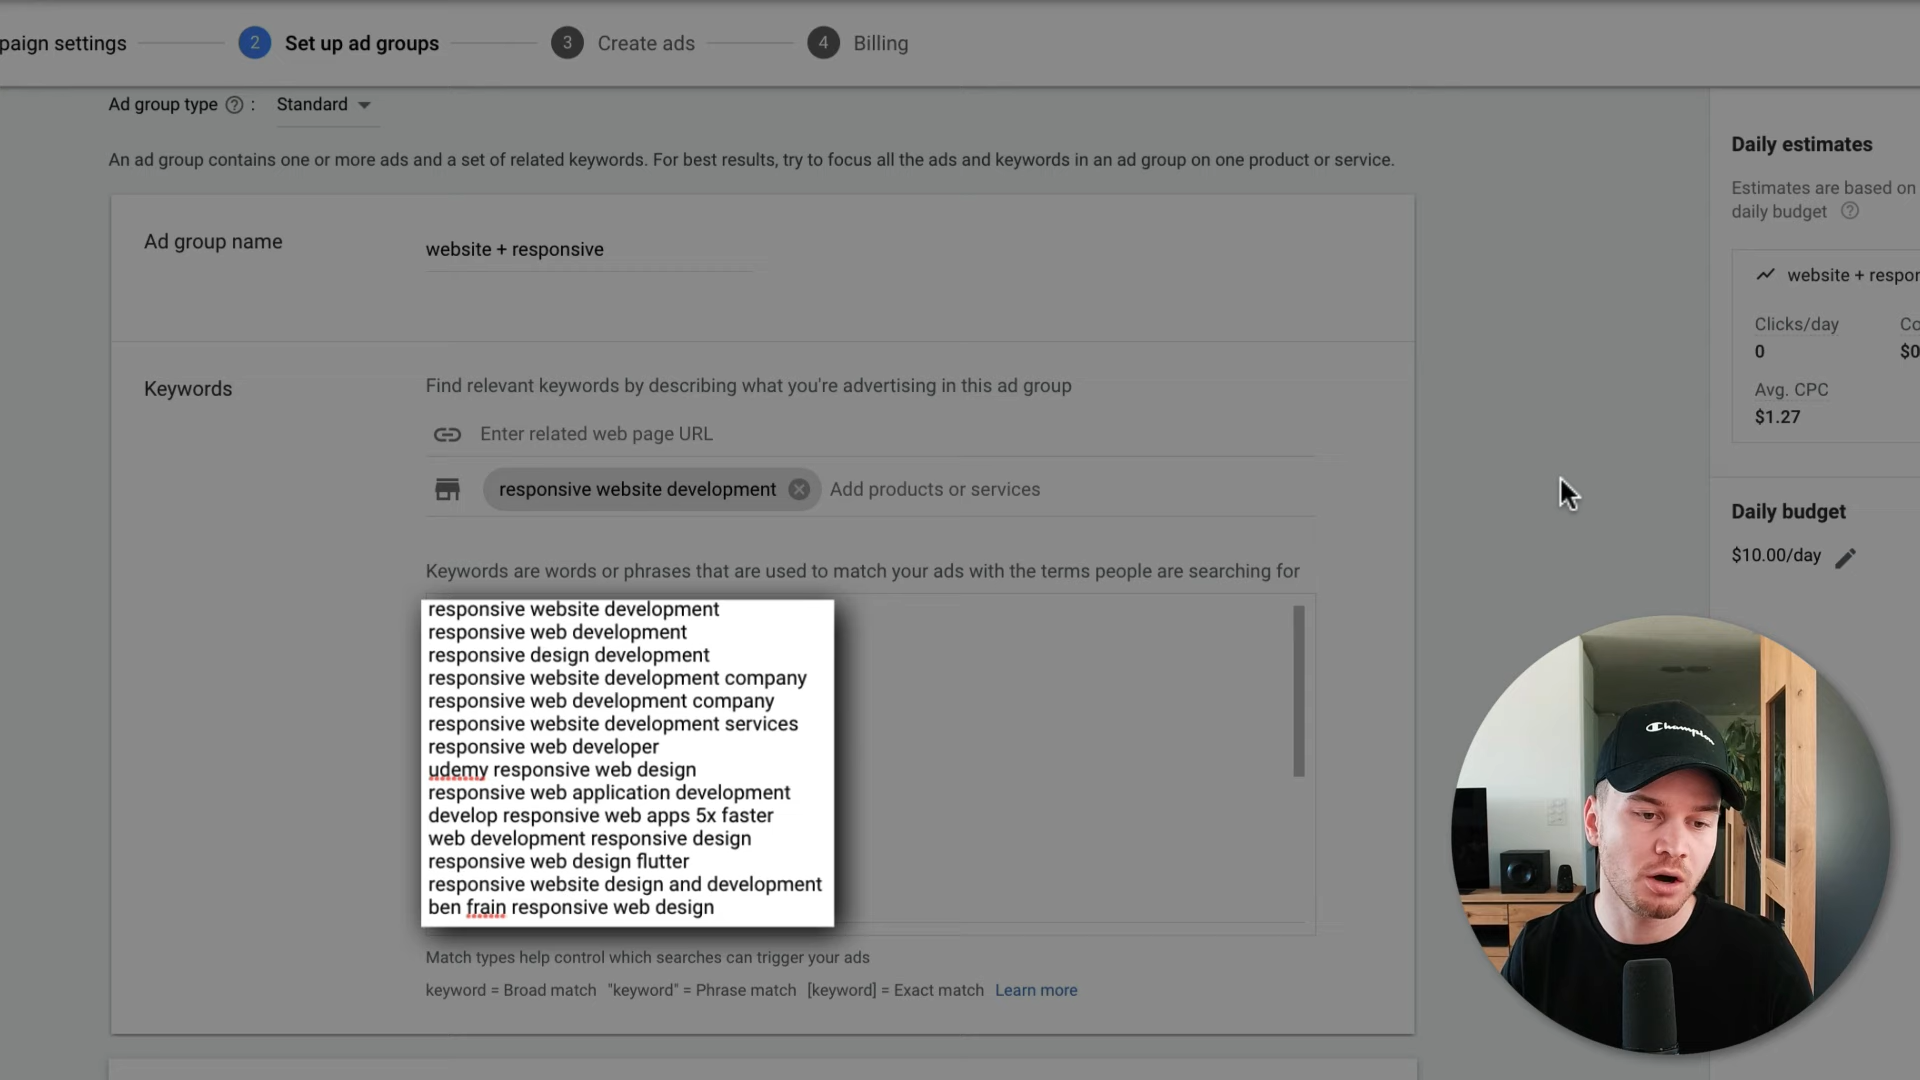 paign settings
2 Set up ad groups
3 Create ads
4 Billing
Ad group type ? : Standard
An ad group contains one or more ads and a set of related keywords. For best results, try to focus all the ads and keywords in an ad group on one product or service.
Ad group name
website + responsive
Keywords
Find relevant keywords by describing what you're advertising in this ad group
Enter related web page URL
responsive website development Add products or services
Keywords are words or phrases that are used to match your ads with the terms people are searching for
responsive website development
responsive web development
responsive design development
responsive website development company
responsive web development company
responsive website development services
responsive web developer
udemy responsive web design
responsive web application development
develop responsive web apps 5x faster
web development responsive design
responsive web design flutter
responsive website design and development
ben frain responsive web design
Match types help control which searches can trigger your ads
keyword = Broad match "keyword" = Phrase match [keyword] = Exact match Learn more
Daily estimates
Estimates are based on
daily budget ?
website + respon
Clicks/day Co
0 $0
Avg. CPC
$1.27
Daily budget
$10.00/day
Champion